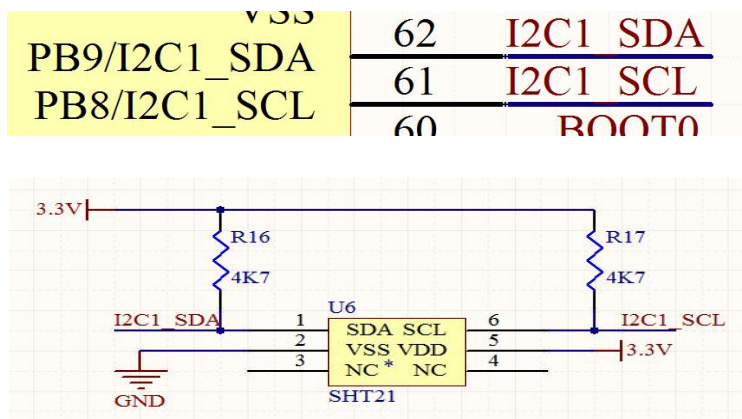 VSS
PB9/I2C1_SDA 62 I2C1_SDA
PB8/I2C1_SCL 61 I2C1_SCL
60 BOOT0
3.3V
R16 R17
4K7 4K7
I2C1_SDA 1 U6 6 I2C1_SCL
SDA SCL
2 VSS VDD 5 3.3V
3 NC* NC 4
GND SHT21